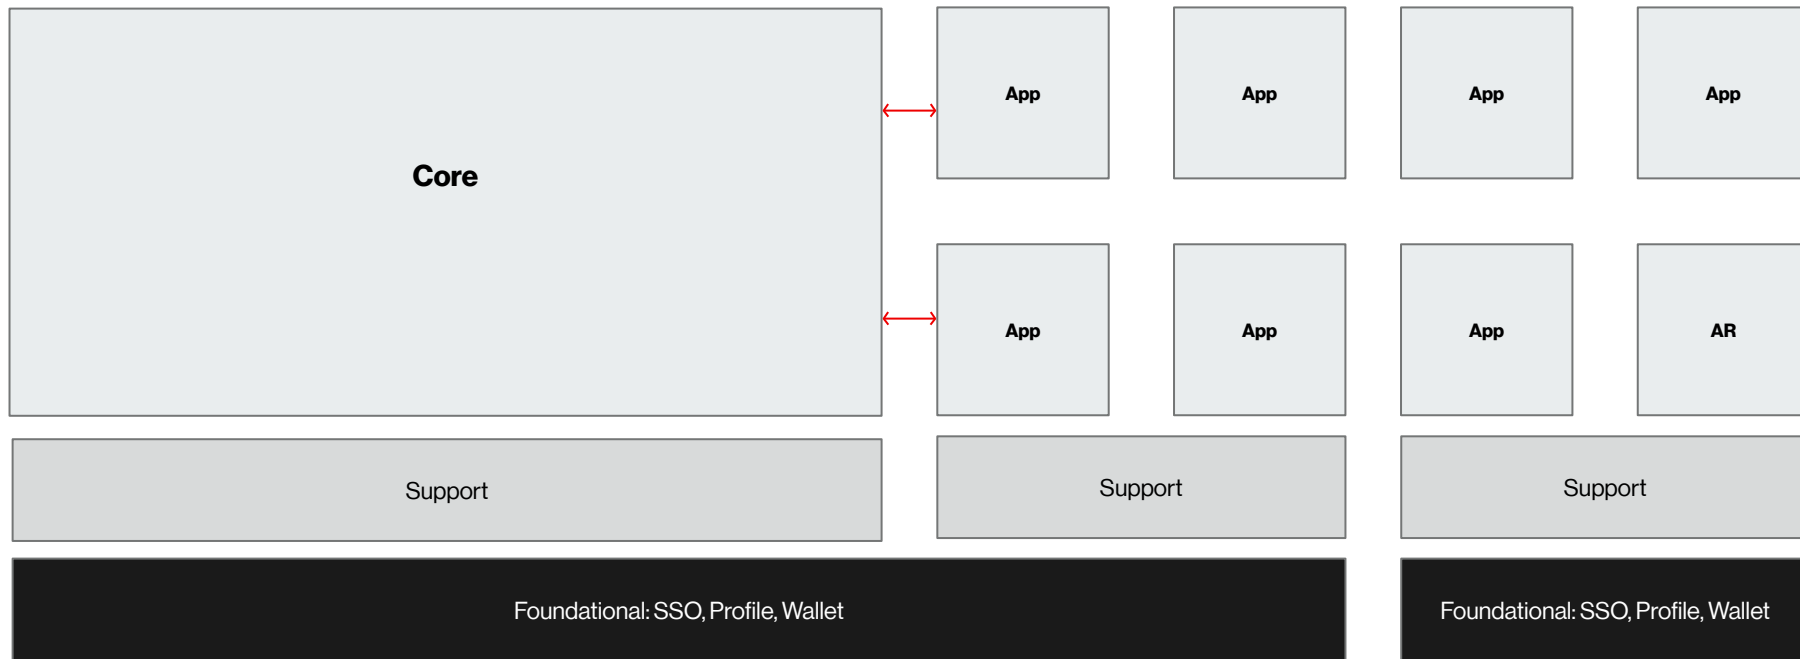 App
App
App
App
Core
App
App
App
AR
Support
Support
Support
Foundational: SSO, Profile, Wallet
Foundational: SSO, Profile, Wallet